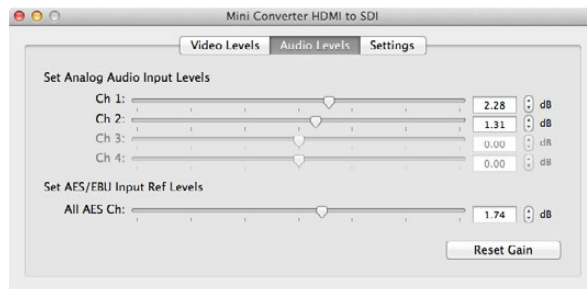 Mini Converter HDMI to SDI
Video Levels Audio Levels Settings
Set Analog Audio Input Levels
Ch 1: 2.28 dB
Ch 2: 1.31 dB
Ch 3: 0.00 dB
Ch 4: 0.00 dB
Set AES/EBU Input Ref Levels
All AES Ch: 1.74 dB
Reset Gain